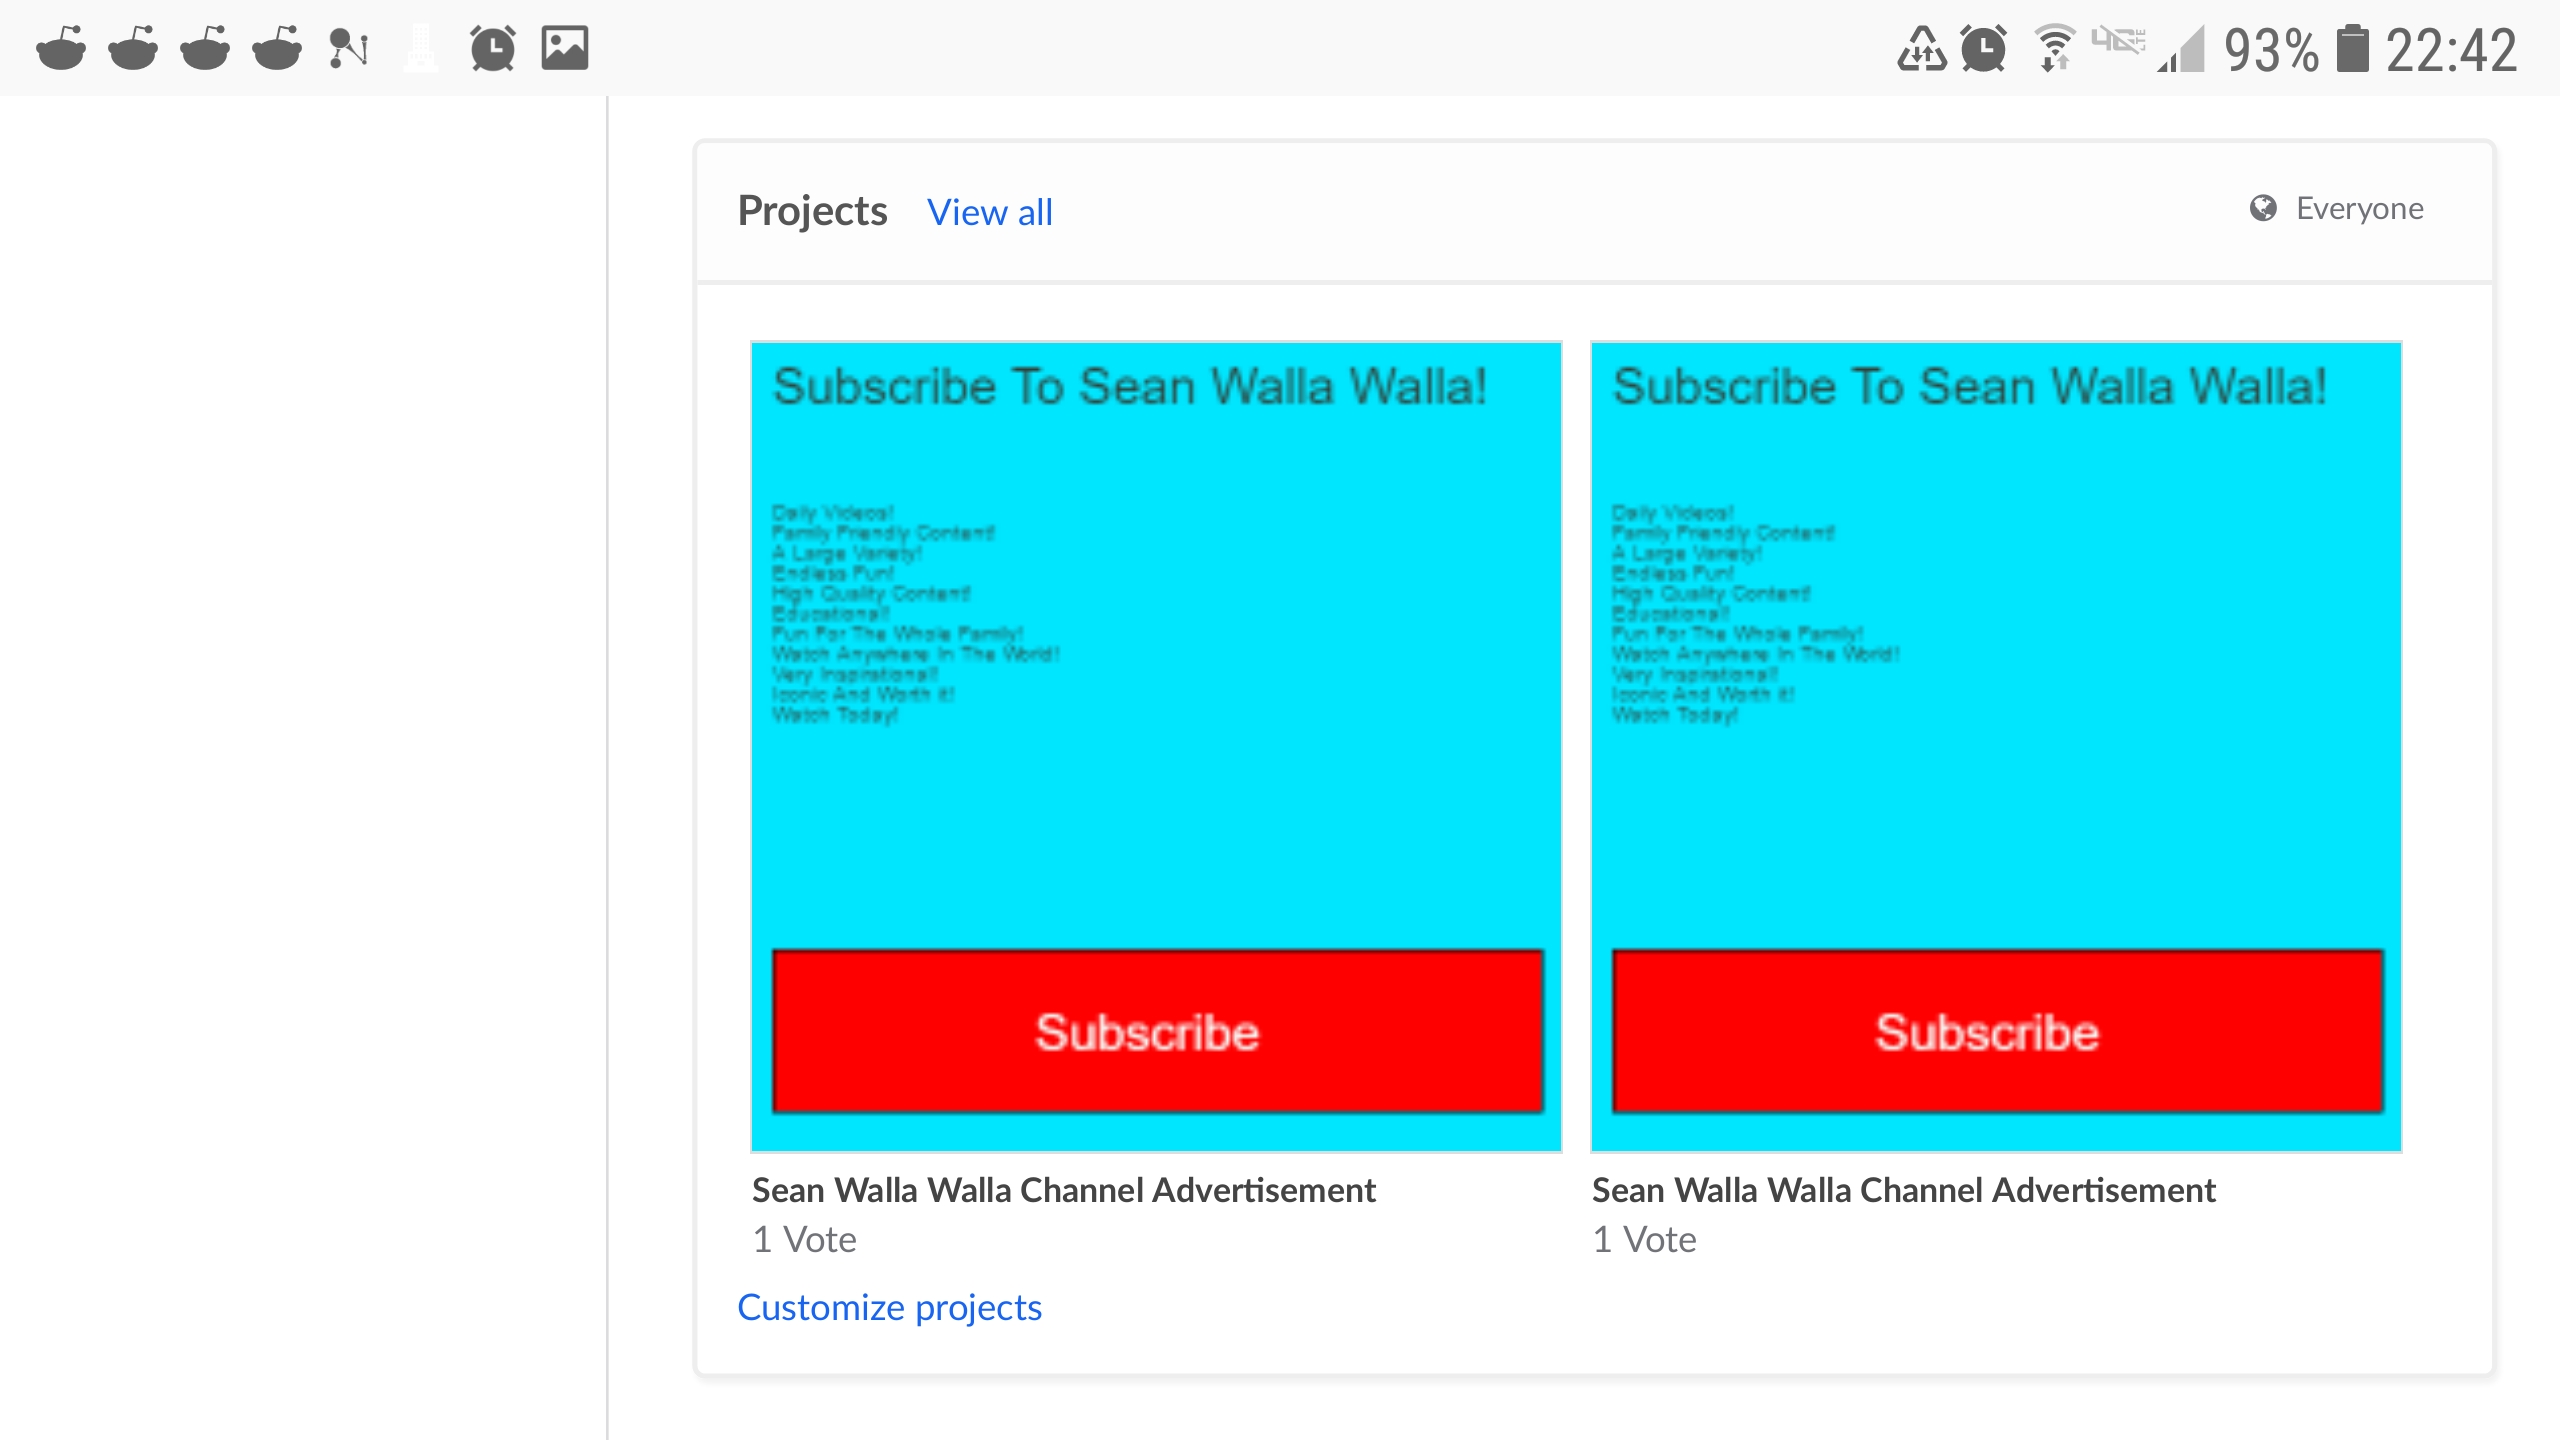 4G LTE 93% 22:42
Projects View all Everyone
Subscribe To Sean Walla Walla!
Daily Videos!
Family Friendly Content!
A Large Variety!
Endless Fun!
High Quality Content!
Educational!
Fun For The Whole Family!
Watch Anywhere In The World!
Very Inspirational!
Iconic And Worth it!
Watch Today!
Subscribe
Sean Walla Walla Channel Advertisement
1 Vote
Subscribe To Sean Walla Walla!
Daily Videos!
Family Friendly Content!
A Large Variety!
Endless Fun!
High Quality Content!
Educational!
Fun For The Whole Family!
Watch Anywhere In The World!
Very Inspirational!
Iconic And Worth it!
Watch Today!
Subscribe
Sean Walla Walla Channel Advertisement
1 Vote
Customize projects